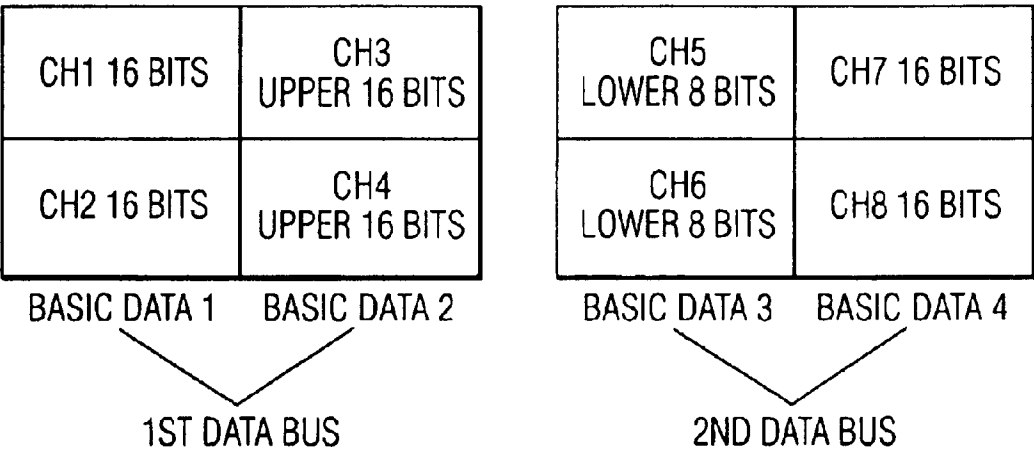 CH1 16 BITS
CH3
UPPER 16 BITS
CH2 16 BITS
CH4
UPPER 16 BITS
BASIC DATA 1
BASIC DATA 2
1ST DATA BUS
CH5
LOWER 8 BITS
CH7 16 BITS
CH6
LOWER 8 BITS
CH8 16 BITS
BASIC DATA 3
BASIC DATA 4
2ND DATA BUS